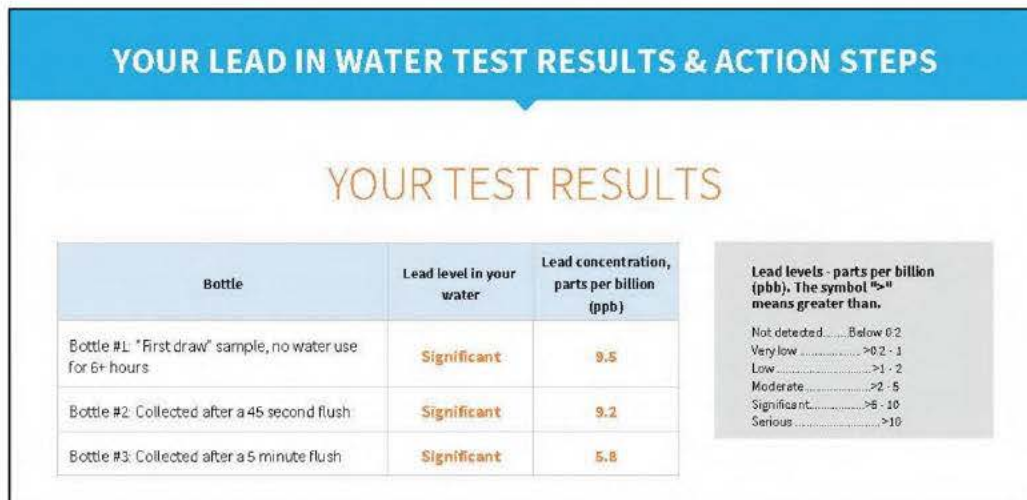 YOUR LEAD IN WATER TEST RESULTS & ACTION STEPS
YOUR TEST RESULTS
Bottle
Lead level in your
water
Lead concentration,
parts per billion
(ppb)
Bottle #1: "First draw" sample, no water use
for 6+ hours
Significant
9.5
Bottle #2: Collected after a 45 second flush
Significant
9.2
Bottle #3: Collected after a 5 minute flush
Significant
5.8
Lead levels - parts per billion
(pbb). The symbol ">"
means greater than.
Not detected.......Below 0.2
Very low ..................>0.2 - 1
Low............................>1 - 2
Moderate...................>2 - 5
Significant................>5 - 10
Serious .........................>10